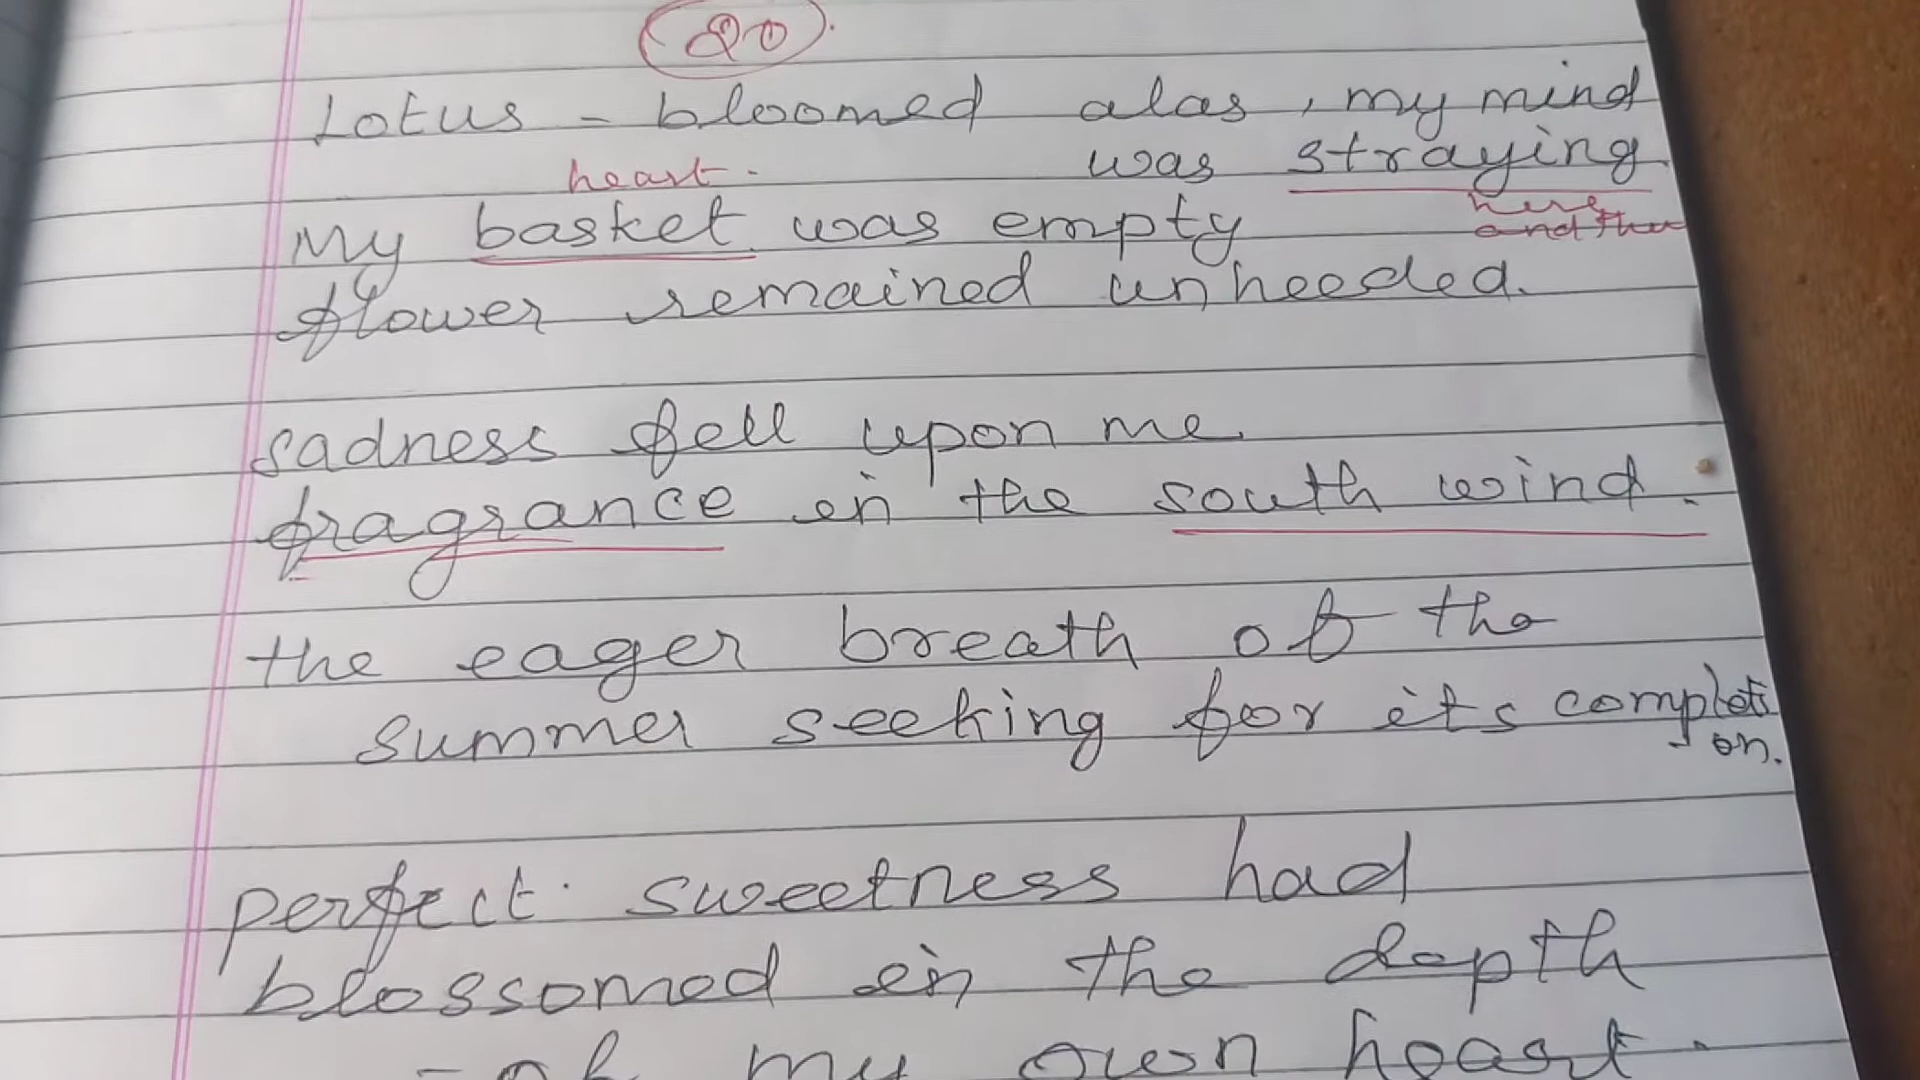 20
Lotus - bloomed alas, my mind
was straying
heart.
here
My basket was empty
and there
flower remained unheeded.
sadness fell upon me
fragrance in the south wind.
the eager breath of the
summer seeking for its completi
on.
perfect sweetness had
blossomed in the depth
- of my own heart.